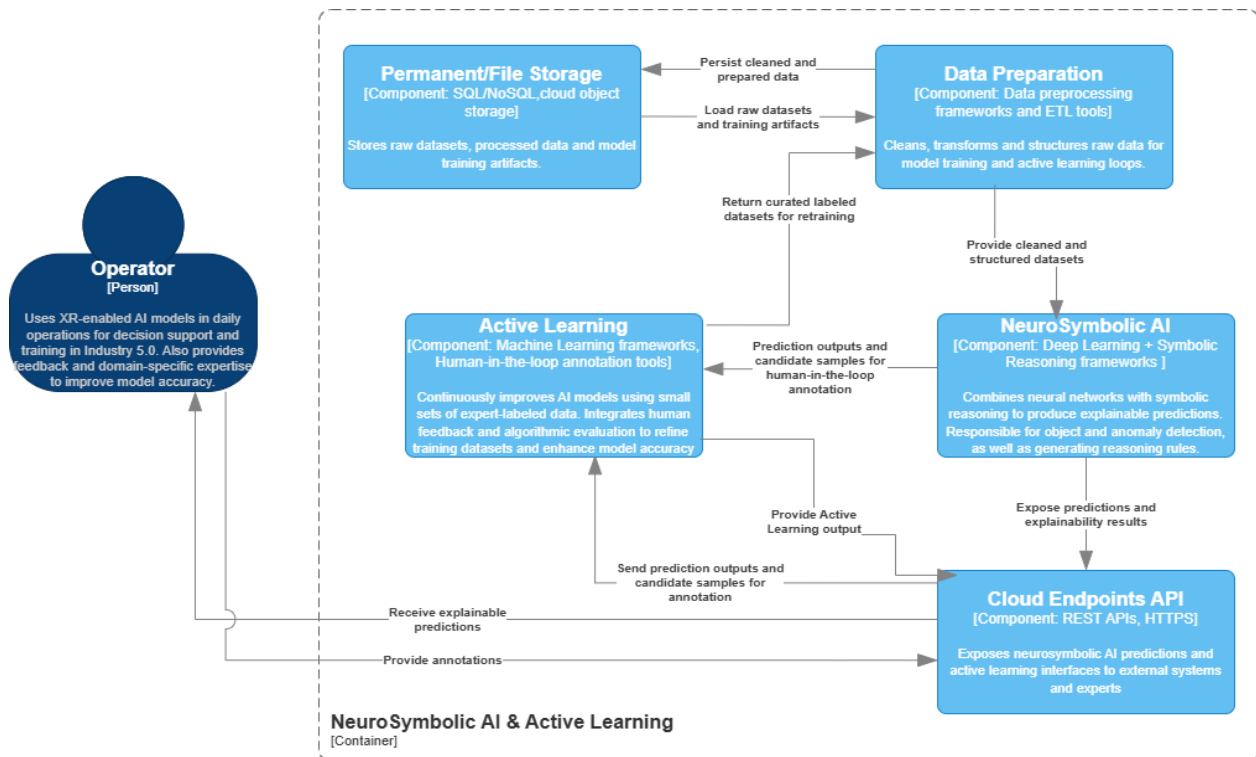 Permanent/File Storage
[Component: SQL/NoSQL,cloud object
storage]
Stores raw datasets, processed data and model
training artifacts.
Persist cleaned and
prepared data
Load raw datasets
and training artifacts
Data Preparation
[Component: Data preprocessing
frameworks and ETL tools]
Cleans, transforms and structures raw data for
model training and active learning loops.
Return curated labeled
datasets for retraining
Provide cleaned and
structured datasets
Operator
[Person]
Uses XR-enabled AI models in daily
operations for decision support and
training in Industry 5.0. Also provides
feedback and domain-specific expertise
to improve model accuracy.
Active Learning
[Component: Machine Learning frameworks,
Human-in-the-loop annotation tools]
Continuously improves AI models using small
sets of expert-labeled data. Integrates human
feedback and algorithmic evaluation to refine
training datasets and enhance model accuracy
Prediction outputs and
candidate samples for
human-in-the-loop
annotation
NeuroSymbolic AI
[Component: Deep Learning + Symbolic
Reasoning frameworks ]
Combines neural networks with symbolic
reasoning to produce explainable predictions.
Responsible for object and anomaly detection,
as well as generating reasoning rules.
Provide Active
Learning output
Expose predictions and
explainability results
Send prediction outputs and
candidate samples for
annotation
Receive explainable
predictions
Provide annotations
Cloud Endpoints API
[Component: REST APIs, HTTPS]
Exposes neurosymbolic AI predictions and
active learning interfaces to external systems
and experts
NeuroSymbolic AI & Active Learning
[Container]